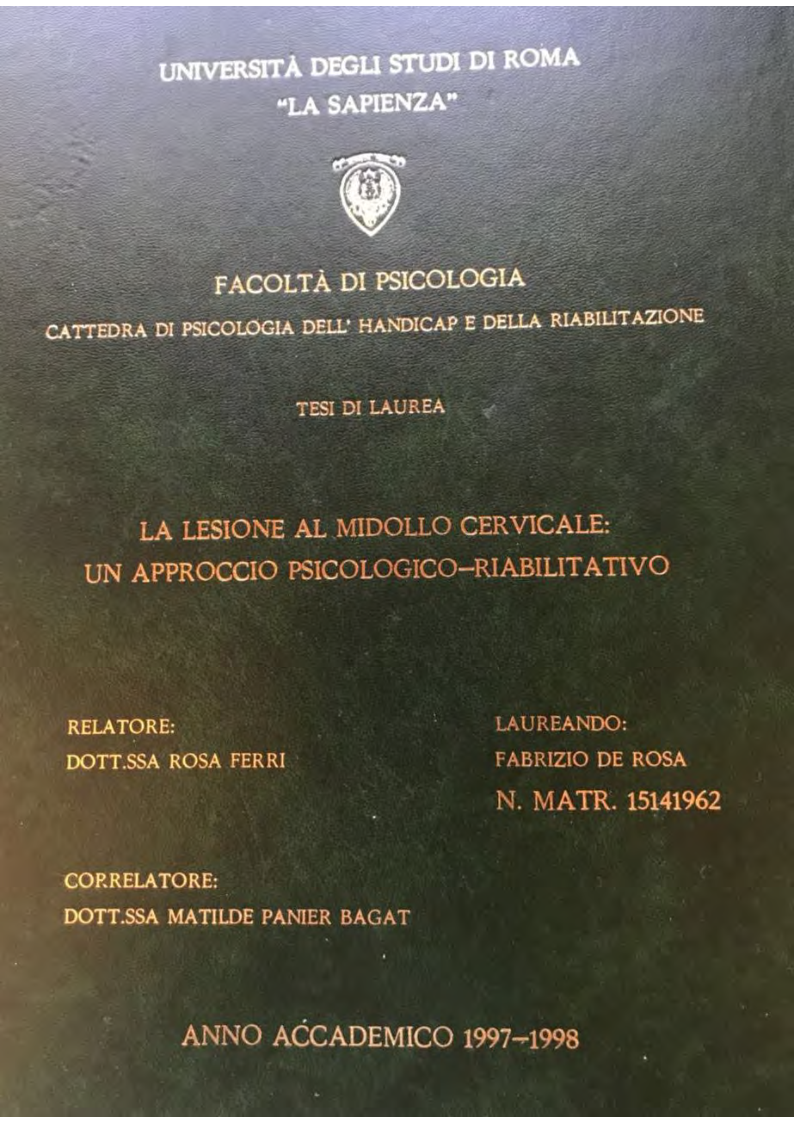 UNIVERSITÀ DEGLI STUDI DI ROMA
"LA SAPIENZA"
FACOLTÀ DI PSICOLOGIA
CATTEDRA DI PSICOLOGIA DELL' HANDICAP E DELLA RIABILITAZIONE
TESI DI LAUREA
LA LESIONE AL MIDOLLO CERVICALE:
UN APPROCCIO PSICOLOGICO–RIABILITATIVO
RELATORE:
DOTT.SSA ROSA FERRI
LAUREANDO:
FABRIZIO DE ROSA
N. MATR. 15141962
CORRELATORE:
DOTT.SSA MATILDE PANIER BAGAT
ANNO ACCADEMICO 1997–1998